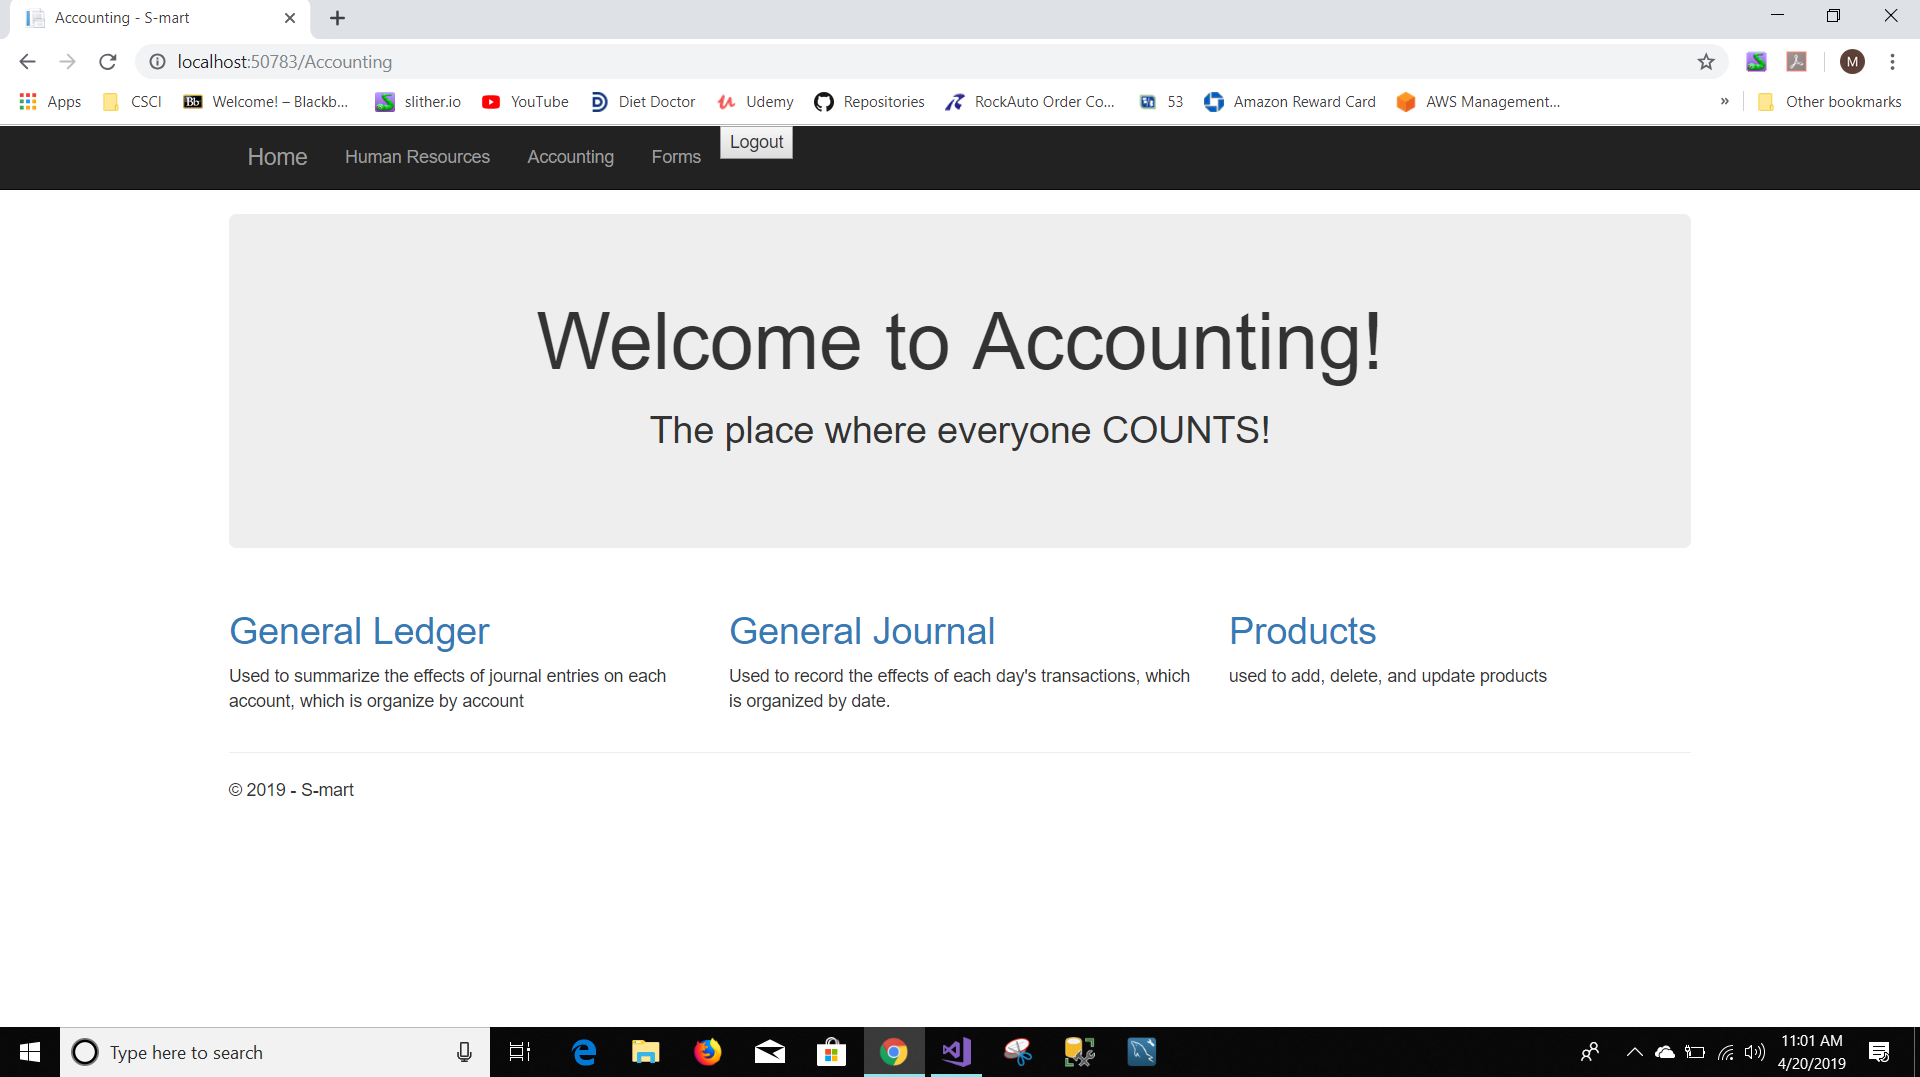 Accounting - S-mart
localhost:50783/Accounting
M
Apps CSCI Bb Welcome! – Blackb... slither.io YouTube Diet Doctor Udemy Repositories RockAuto Order Co... 53 Amazon Reward Card AWS Management... » Other bookmarks
Home Human Resources Accounting Forms Logout
Welcome to Accounting!
The place where everyone COUNTS!
General Ledger
Used to summarize the effects of journal entries on each
account, which is organize by account
General Journal
Used to record the effects of each day's transactions, which
is organized by date.
Products
used to add, delete, and update products
© 2019 - S-mart
Type here to search
11:01 AM
4/20/2019